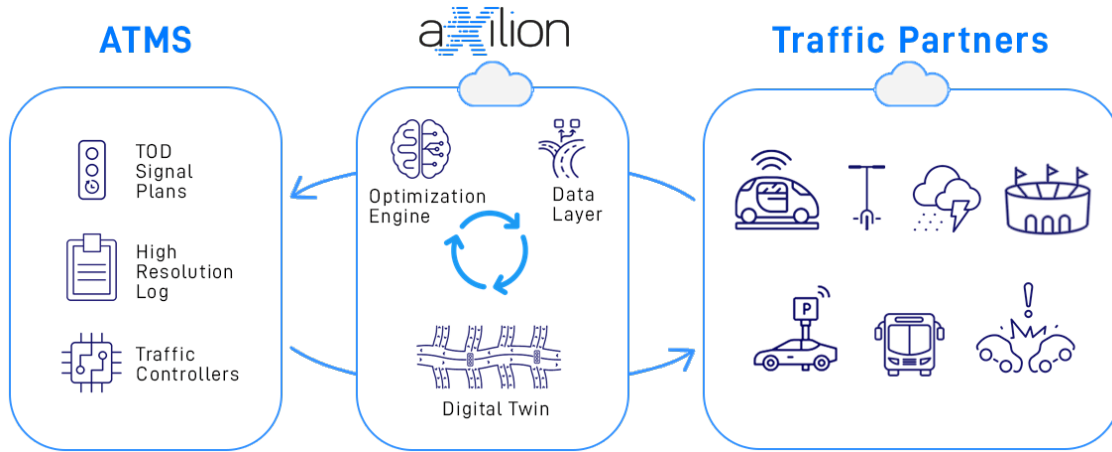 ATMS
TOD
Signal
Plans
High
Resolution
Log
Traffic
Controllers
aXilion
Optimization
Engine
Data
Layer
Digital Twin
Traffic Partners
P
!